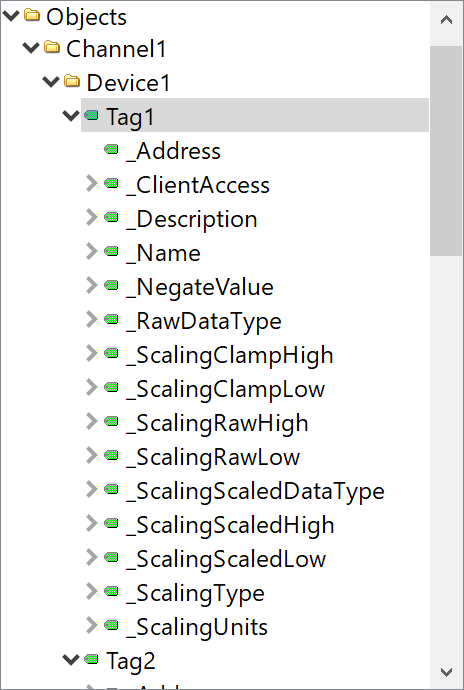 Objects
Channel1
Device1
Tag1
_Address
_ClientAccess
_Description
_Name
_NegateValue
_RawDataType
_ScalingClampHigh
_ScalingClampLow
_ScalingRawHigh
_ScalingRawLow
_ScalingScaledDataType
_ScalingScaledHigh
_ScalingScaledLow
_ScalingType
_ScalingUnits
Tag2